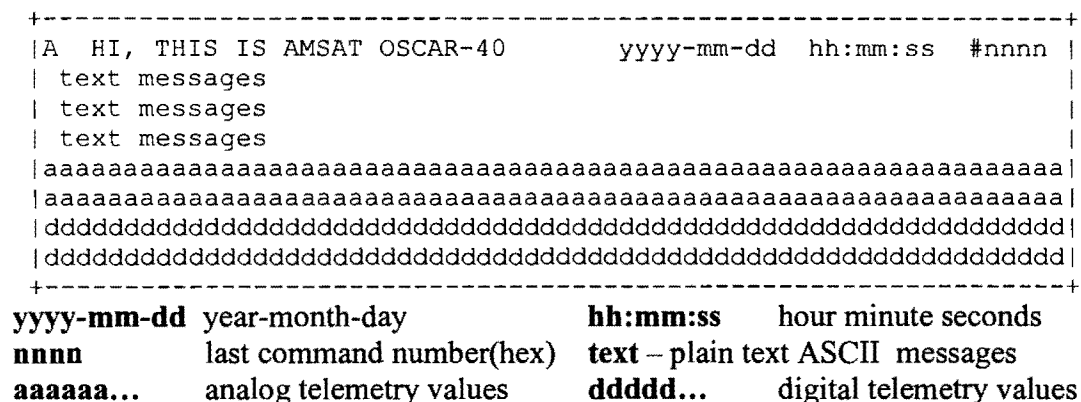 +----------------------------------------------------------------+
|A  HI, THIS IS AMSAT OSCAR-40       yyyy-mm-dd  hh:mm:ss  #nnnn |
| text messages                                                  |
| text messages                                                  |
| text messages                                                  |
|aaaaaaaaaaaaaaaaaaaaaaaaaaaaaaaaaaaaaaaaaaaaaaaaaaaaaaaaaaaaaaaa|
|aaaaaaaaaaaaaaaaaaaaaaaaaaaaaaaaaaaaaaaaaaaaaaaaaaaaaaaaaaaaaaaa|
|dddddddddddddddddddddddddddddddddddddddddddddddddddddddddddddddd|
|dddddddddddddddddddddddddddddddddddddddddddddddddddddddddddddddd|
+----------------------------------------------------------------+
yyyy-mm-dd year-month-day hh:mm:ss hour minute seconds
nnnn last command number(hex) text – plain text ASCII messages
aaaaaa... analog telemetry values ddddd... digital telemetry values